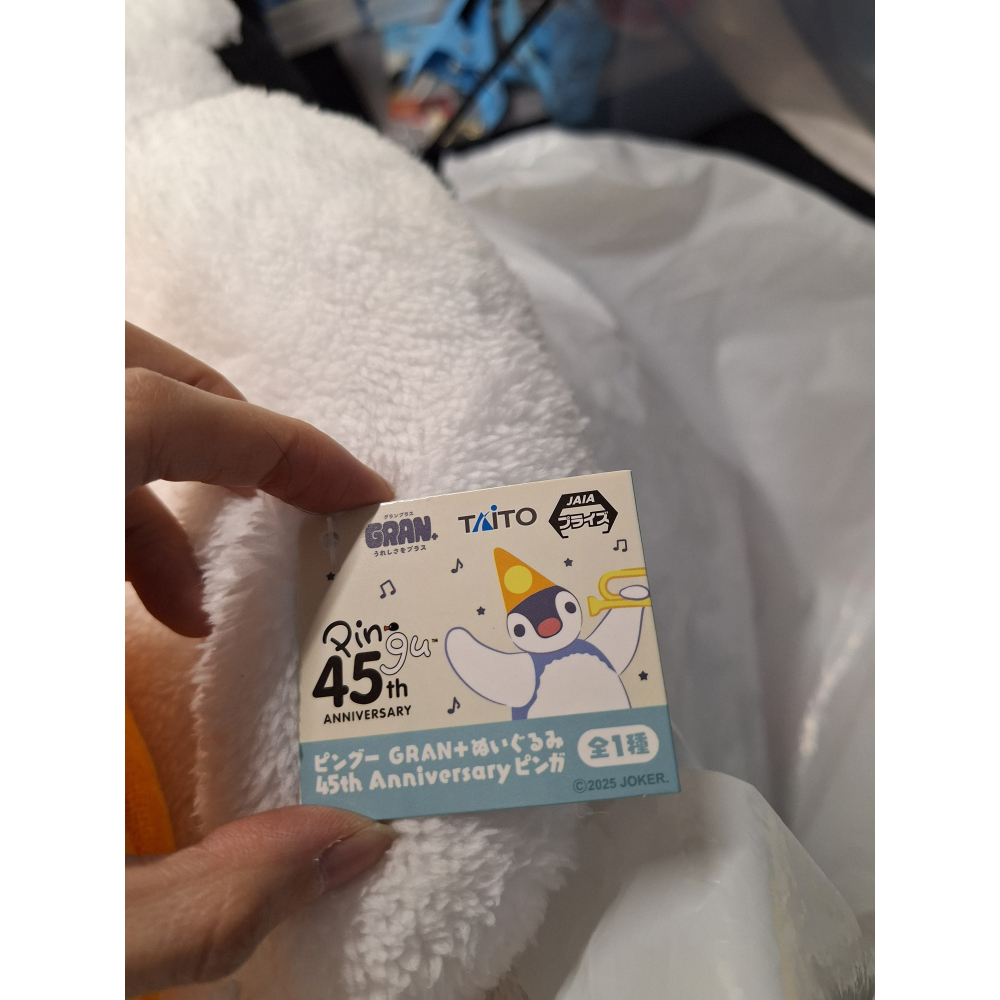 グランプラス
GRAN+
うれしさをプラス
TAITO
JAIA
プライズ
Pingu™
45th
ANNIVERSARY
ピングー GRAN+ぬいぐるみ
45th Anniversary ピンガ
全1種
©2025 JOKER.